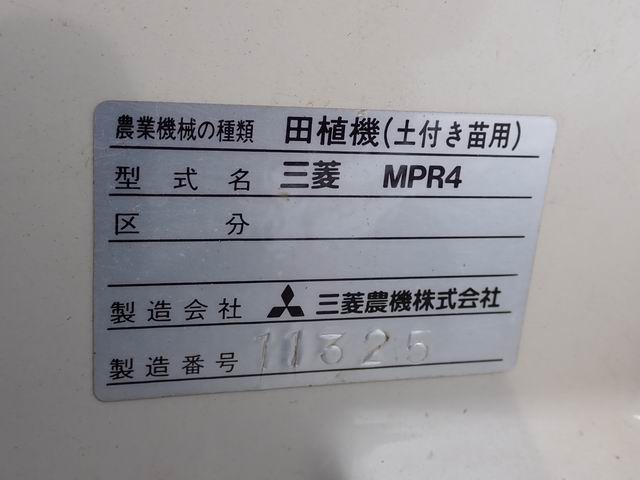 農業機械の種類 田植機(土付き苗用)
型式名 三菱 MPR4
区分
製造会社 三菱農機株式会社
製造番号 11325